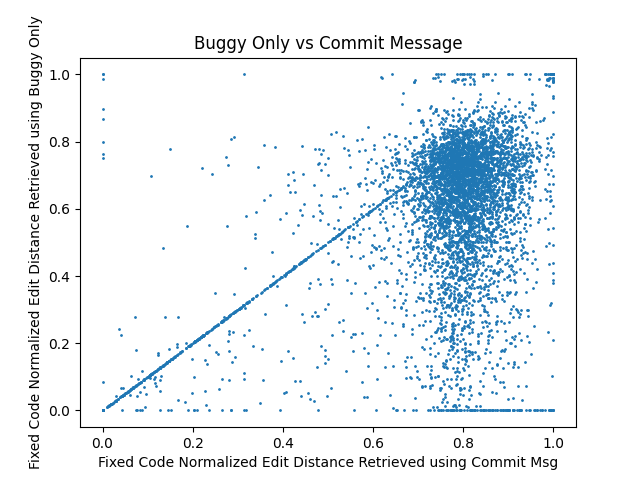 Buggy Only vs Commit Message
Fixed Code Normalized Edit Distance Retrieved using Buggy Only
1.0
0.8
0.6
0.4
0.2
0.0
0.0 0.2 0.4 0.6 0.8 1.0
Fixed Code Normalized Edit Distance Retrieved using Commit Msg